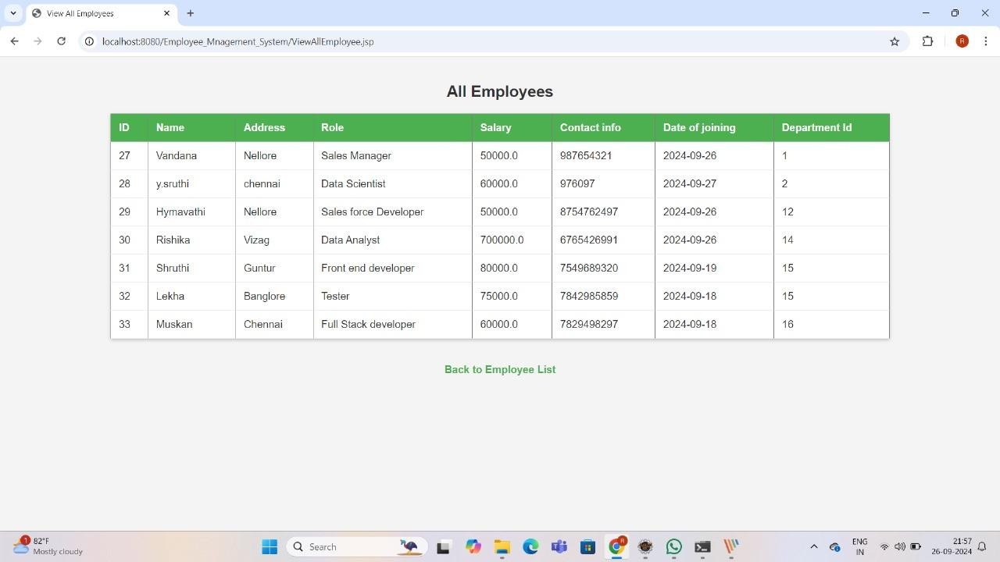 View All Employees
localhost:8080/Employee_Mnagement_System/ViewAllEmployee.jsp
R
All Employees
ID Name Address Role Salary Contact info Date of joining Department Id
27 Vandana Nellore Sales Manager 50000.0 987654321 2024-09-26 1
28 y.sruthi chennai Data Scientist 60000.0 976097 2024-09-27 2
29 Hymavathi Nellore Sales force Developer 50000.0 8754762497 2024-09-26 12
30 Rishika Vizag Data Analyst 700000.0 6765426991 2024-09-26 14
31 Shruthi Guntur Front end developer 80000.0 7549689320 2024-09-19 15
32 Lekha Banglore Tester 75000.0 7842985859 2024-09-18 15
33 Muskan Chennai Full Stack developer 60000.0 7829498297 2024-09-18 16
Back to Employee List
1 82°F
Mostly cloudy
Search
R
ENG
IN
21:57
26-09-2024